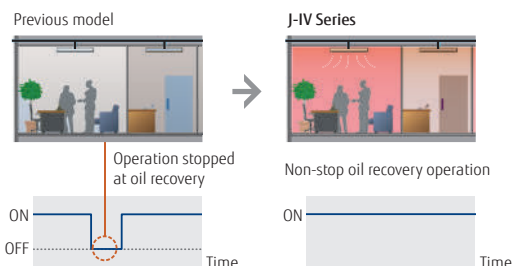 Previous model
J-IV Series
Operation stopped
at oil recovery
Non-stop oil recovery operation
ON
OFF
Time
ON
Time